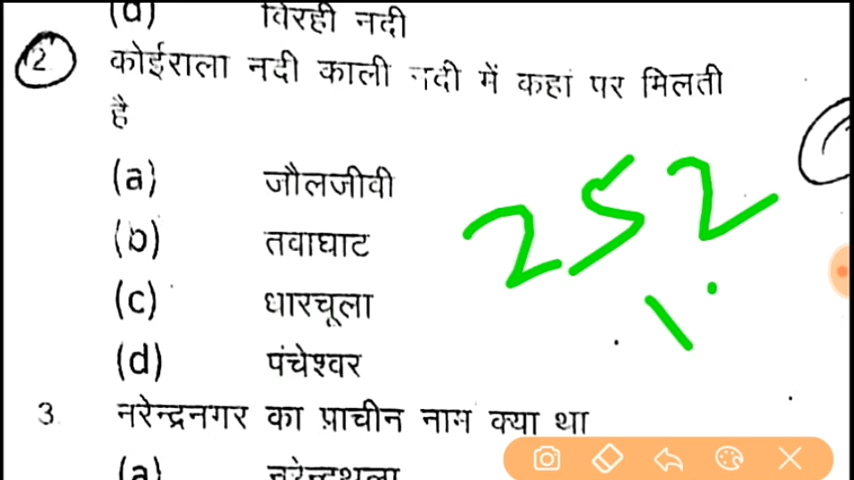 (d) विरही नदी
2 कोईराला नदी काली नदी में कहां पर मिलती
है
(a) जौलजीवी
(b) तवाघाट
(c) धारचूला
(d) पंचेश्वर
252
3. नरेन्द्रनगर का प्राचीन नाम क्या था
(a)